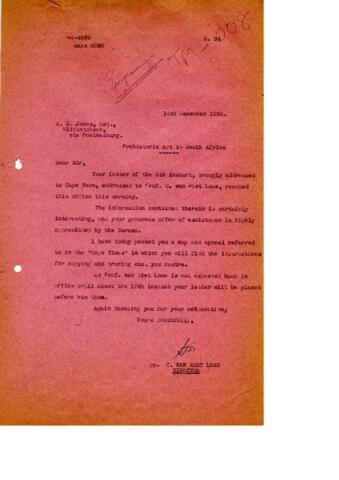 B. 24
14th December 1936.
Prehistoric Art in South Africa
Dear Sir,
Your letter of the 4th instant, wrongly addressed
to Cape Town, addressed to Prof. C. van Riet Lowe, reached
this office this morning.
The information contained therein is certainly
interesting, and your generous offer of assistance is highly
appreciated by the Bureau.
I have today posted you a map and appeal referred
to in the "Cape Times" in which you will find the instructions
for copying and tracing etc. you desire.
As Prof. van Riet Lowe is not expected back in
office until about the 18th instant your letter will be placed
before him then.
Again thanking you for your cooperation,
Yours faithfully,
pp. C. VAN RIET LOWE
DIRECTOR